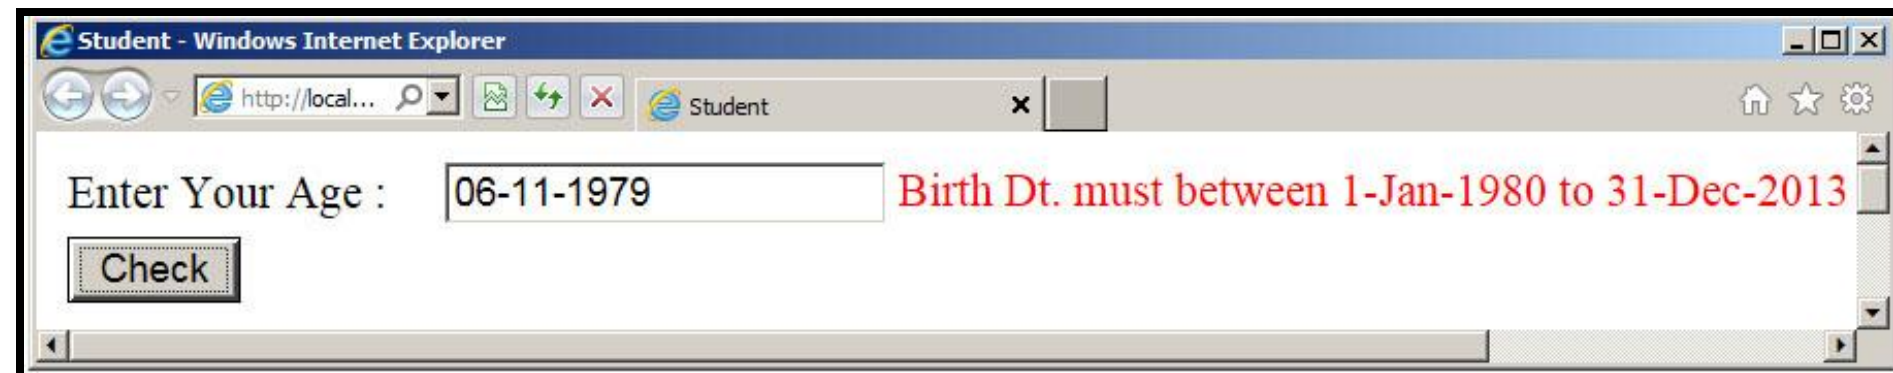 Student - Windows Internet Explorer
http://local... Student
Enter Your Age : 06-11-1979 Birth Dt. must between 1-Jan-1980 to 31-Dec-2013
Check